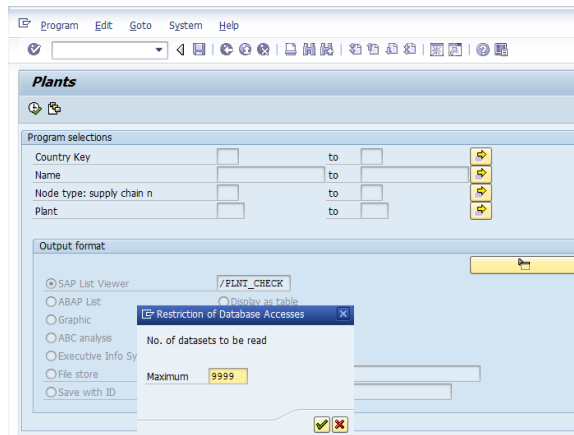 Program Edit Goto System Help
Plants
Program selections
Country Key to
Name to
Node type: supply chain n to
Plant to
Output format
SAP List Viewer /PLNT_CHECK
ABAP List Display as table
Graphic
ABC analysis
Executive Info Sy
File store
Save with ID
Restriction of Database Accesses
No. of datasets to be read
Maximum 9999